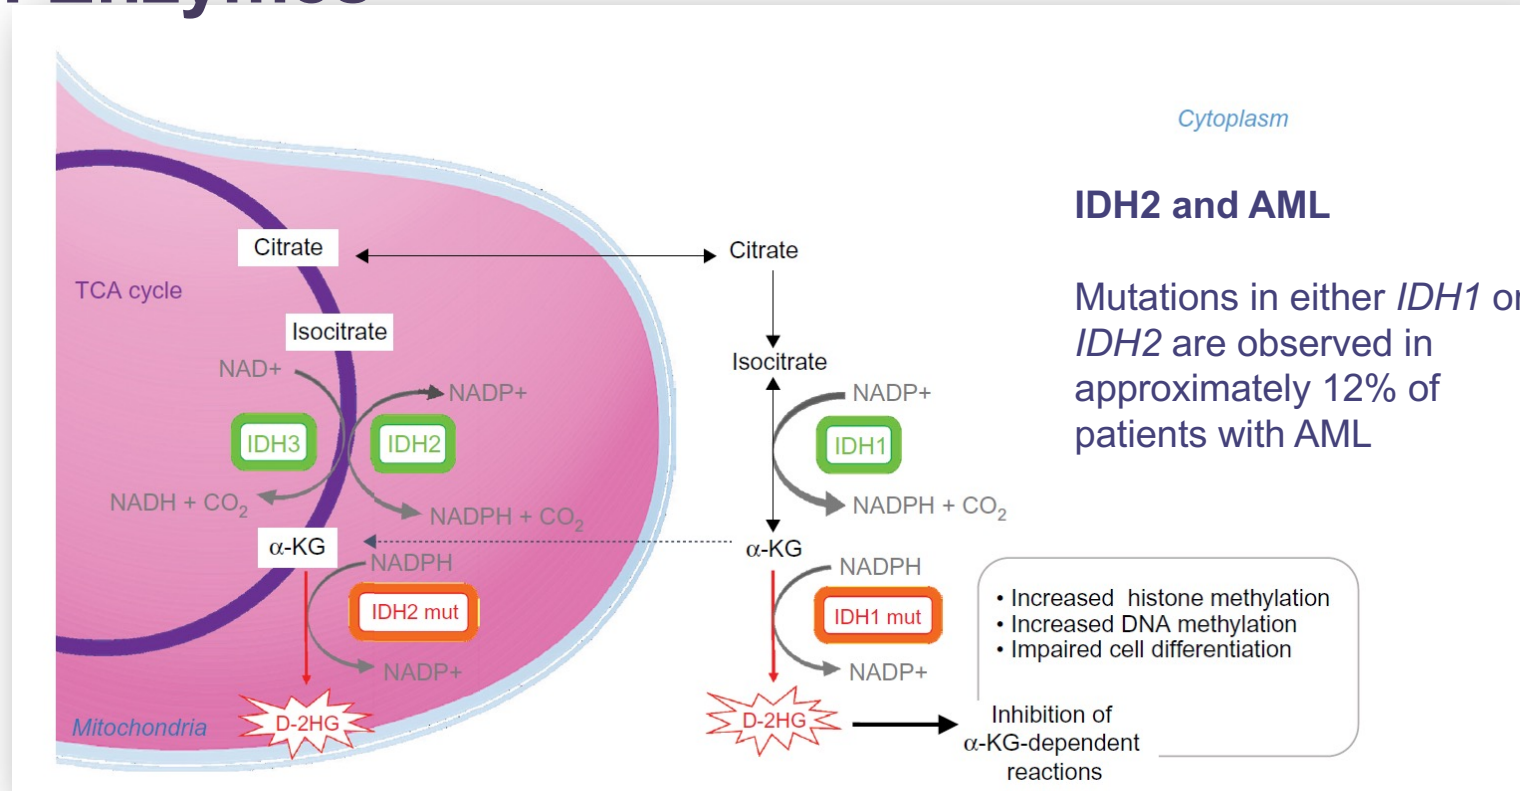 Enzymes
Cytoplasm
IDH2 and AML
Mutations in either IDH1 or
IDH2 are observed in
approximately 12% of
patients with AML
Citrate
TCA cycle
Isocitrate
NAD+
NADP+
IDH3
IDH2
NADH + CO₂
NADPH + CO₂
α-KG
NADPH
IDH2 mut
NADP+
D-2HG
Mitochondria
Citrate
Isocitrate
NADP+
IDH1
NADPH + CO₂
α-KG
NADPH
IDH1 mut
NADP+
D-2HG
• Increased histone methylation
• Increased DNA methylation
• Impaired cell differentiation
Inhibition of
α-KG-dependent
reactions